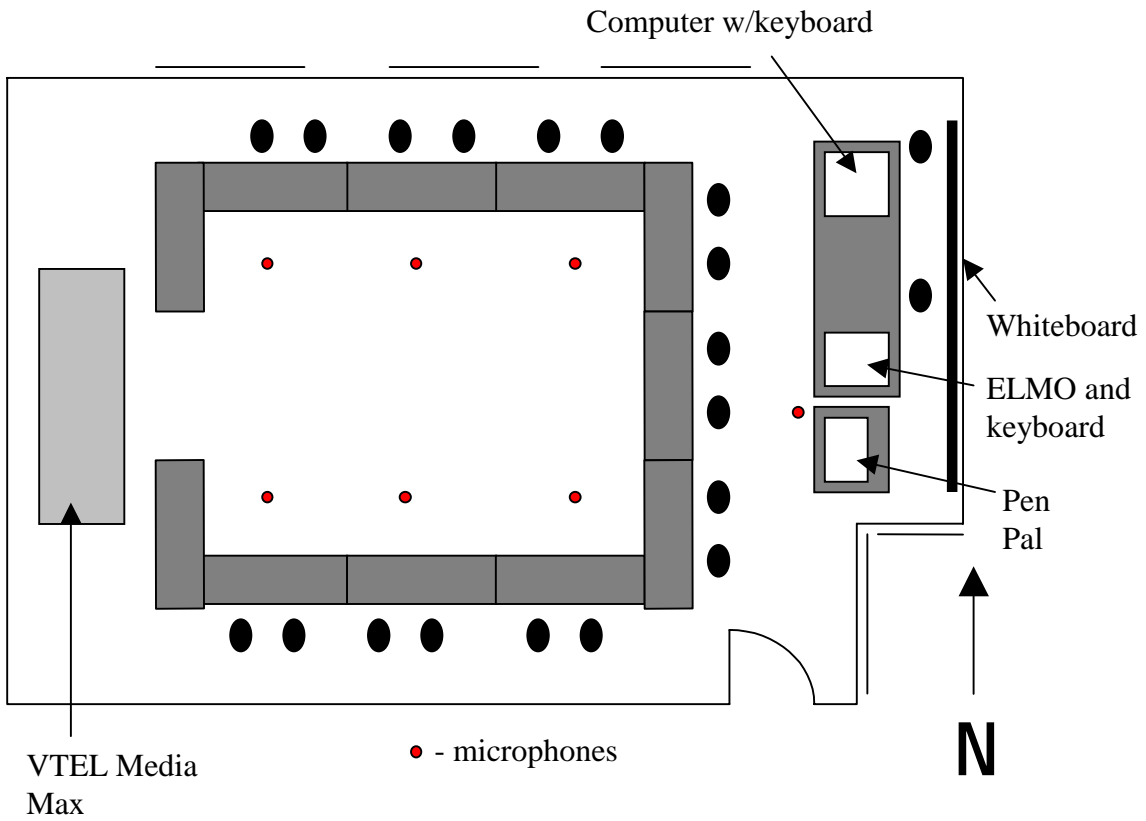 Computer w/keyboard
Whiteboard
ELMO and
keyboard
Pen
Pal
N
VTEL Media
Max
- microphones